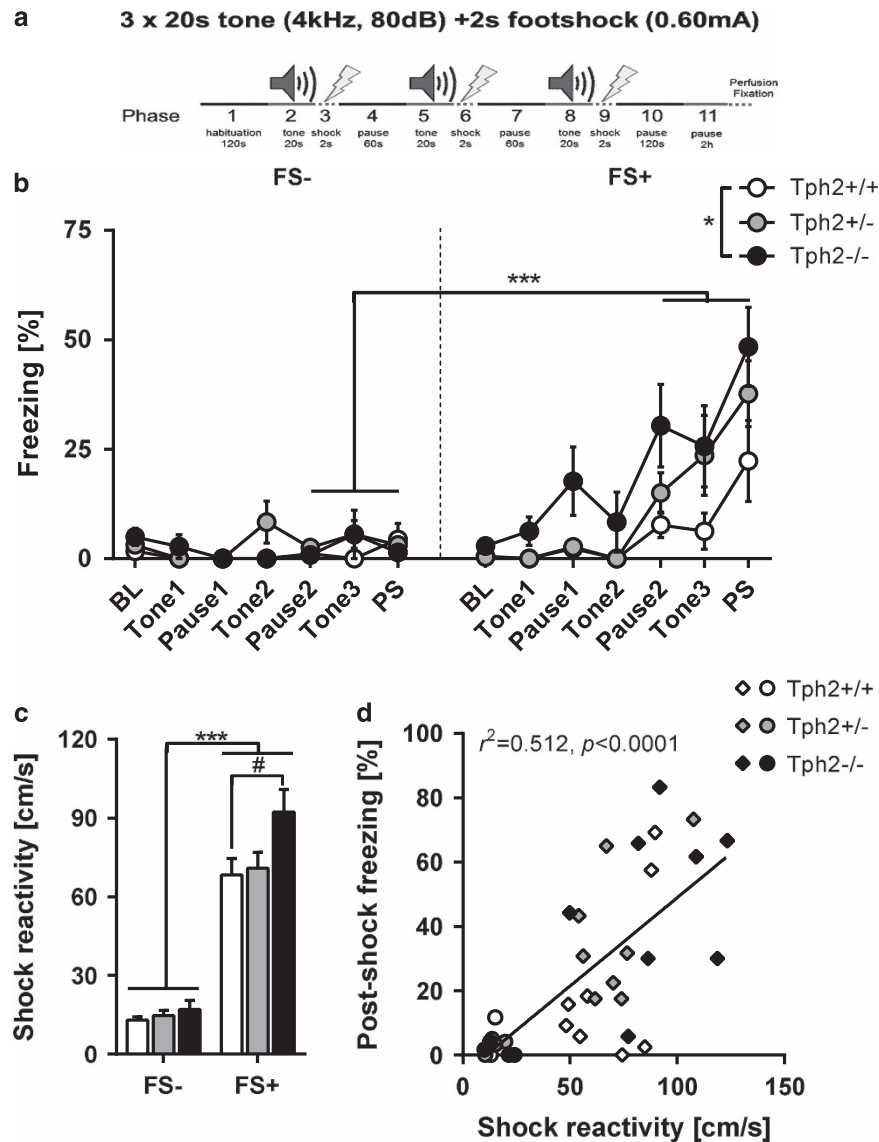 a
3 x 20s tone (4kHz, 80dB) +2s footshock (0.60mA)
Perfusion
Fixation
Phase 1 2 3 4 5 6 7 8 9 10 11
habituation tone shock pause tone shock pause tone shock pause pause
120s 20s 2s 60s 20s 2s 60s 20s 2s 120s 2h
b
FS- FS+
Tph2+/+
* Tph2+/-
Tph2-/-
75
***
50
25
0
Freezing [%]
BL Tone1 Pause1 Tone2 Pause2 Tone3 PS BL Tone1 Pause1 Tone2 Pause2 Tone3 PS
c
120
***
#
90
60
30
0
Shock reactivity [cm/s]
FS- FS+
d
Tph2+/+
Tph2+/-
Tph2-/-
r²=0.512, p<0.0001
100
80
60
40
20
0
Post-shock freezing [%]
0 50 100 150
Shock reactivity [cm/s]